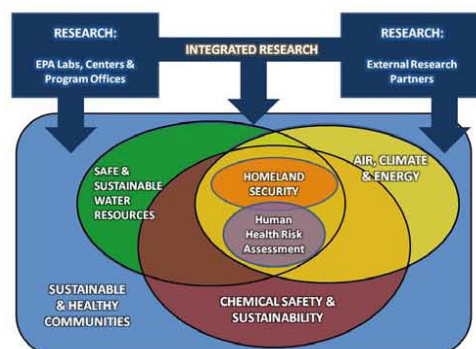 RESEARCH:
EPA Labs, Centers
& Program Offices
INTEGRATED RESEARCH
RESEARCH:
External Research
Partners
SAFE &
SUSTAINABLE
WATER
RESOURCES
HOMELAND
SECURITY
AIR, CLIMATE
& ENERGY
Human
Health Risk
Assessment
SUSTAINABLE
& HEALTHY
COMMUNITIES
CHEMICAL SAFETY &
SUSTAINABILITY